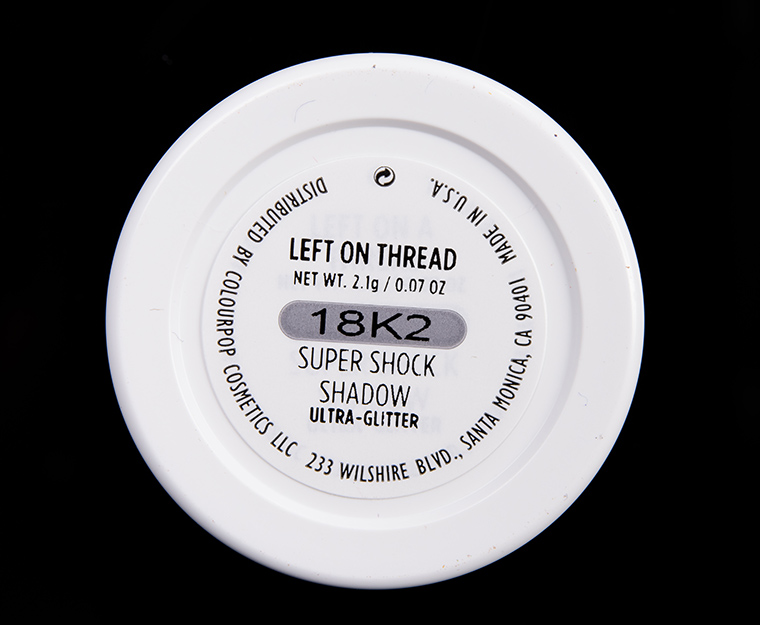 LEFT ON THREAD
NET WT. 2.1g / 0.07 OZ
18K2
SUPER SHOCK
SHADOW
ULTRA-GLITTER
DISTRIBUTED BY COLOURPOP COSMETICS LLC 233 WILSHIRE BLVD., SANTA MONICA, CA 90401 MADE IN U.S.A.